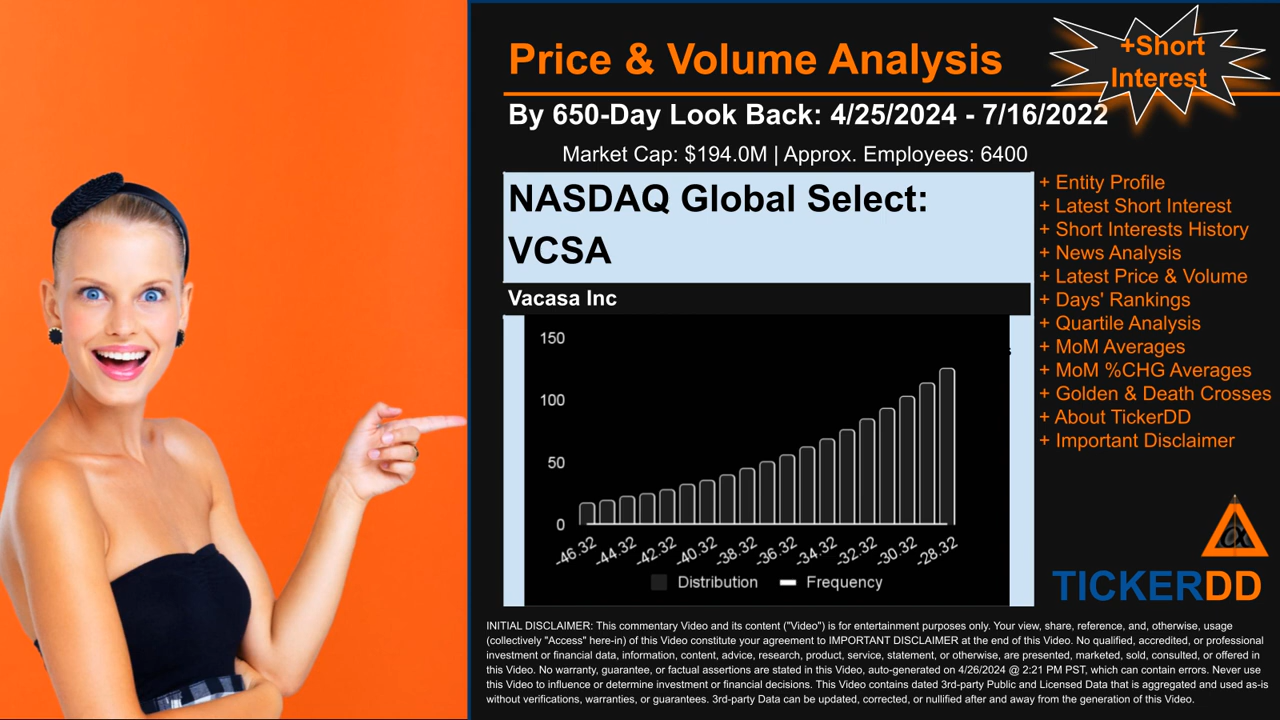 Price & Volume Analysis
+Short
Interest
By 650-Day Look Back: 4/25/2024 - 7/16/2022
Market Cap: $194.0M | Approx. Employees: 6400
NASDAQ Global Select:
VCSA
Vacasa Inc
150
100
50
0
-46.32 -44.32 -42.32 -40.32 -38.32 -36.32 -34.32 -32.32 -30.32 -28.32
Distribution Frequency
+ Entity Profile
+ Latest Short Interest
+ Short Interests History
+ News Analysis
+ Latest Price & Volume
+ Days' Rankings
+ Quartile Analysis
+ MoM Averages
+ MoM %CHG Averages
+ Golden & Death Crosses
+ About TickerDD
+ Important Disclaimer
TICKERDD
INITIAL DISCLAIMER: This commentary Video and its content ("Video") is for entertainment purposes only. Your view, share, reference, and, otherwise, usage
(collectively "Access" here-in) of this Video constitute your agreement to IMPORTANT DISCLAIMER at the end of this Video. No qualified, accredited, or professional
investment or financial data, information, content, advice, research, product, service, statement, or otherwise, are presented, marketed, sold, consulted, or offered in
this Video. No warranty, guarantee, or factual assertions are stated in this Video, auto-generated on 4/26/2024 @ 2:21 PM PST, which can contain errors. Never use
this Video to influence or determine investment or financial decisions. This Video contains dated 3rd-party Public and Licensed Data that is aggregated and used as-is
without verifications, warranties, or guarantees. 3rd-party Data can be updated, corrected, or nullified after and away from the generation of this Video.